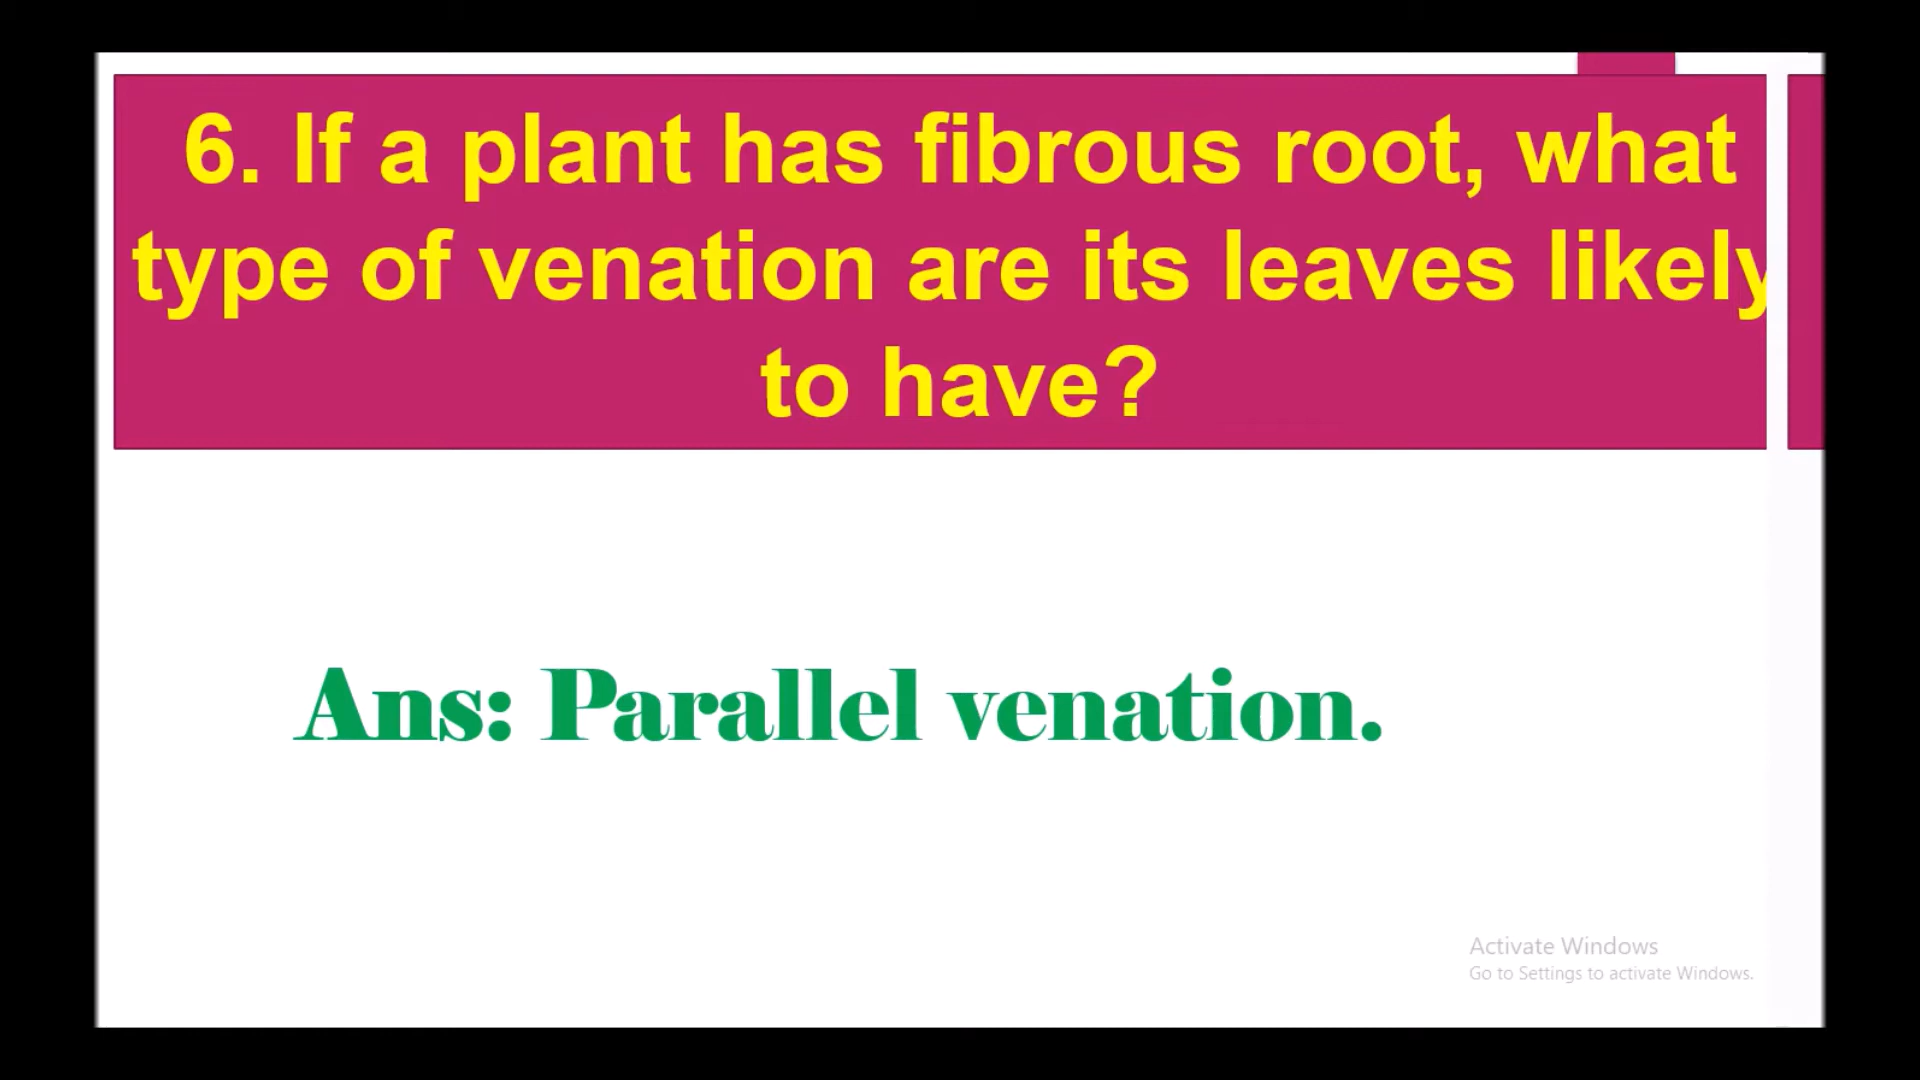 6. If a plant has fibrous root, what
type of venation are its leaves likely
to have?
Ans: Parallel venation.
Activate Windows
Go to Settings to activate Windows.